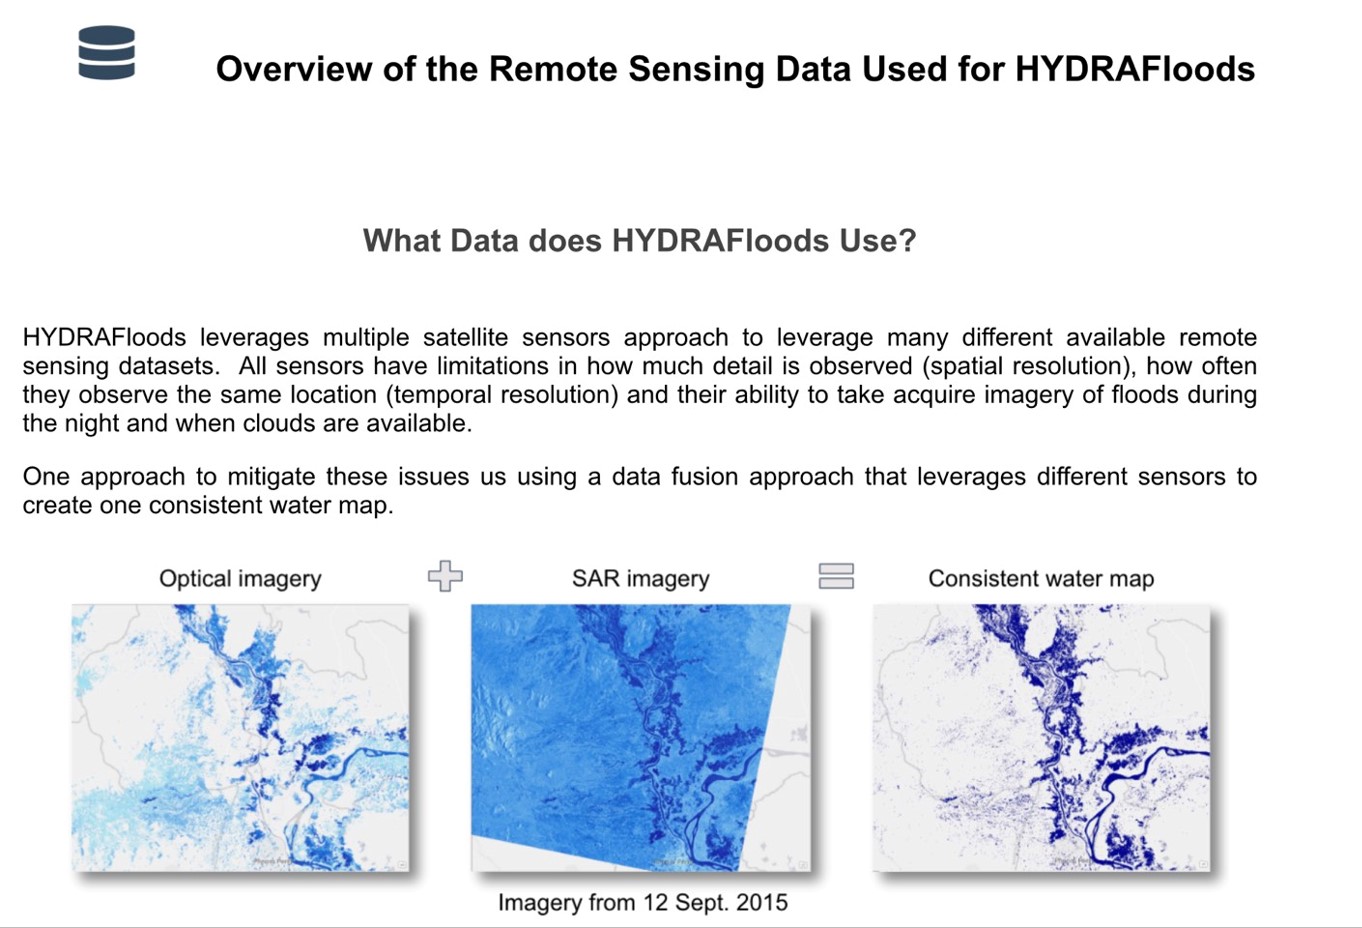 Overview of the Remote Sensing Data Used for HYDRAFloods
What Data does HYDRAFloods Use?
HYDRAFloods leverages multiple satellite sensors approach to leverage many different available remote
sensing datasets.  All sensors have limitations in how much detail is observed (spatial resolution), how often
they observe the same location (temporal resolution) and their ability to take acquire imagery of floods during
the night and when clouds are available.
One approach to mitigate these issues us using a data fusion approach that leverages different sensors to
create one consistent water map.
Optical imagery
SAR imagery
Consistent water map
Imagery from 12 Sept. 2015